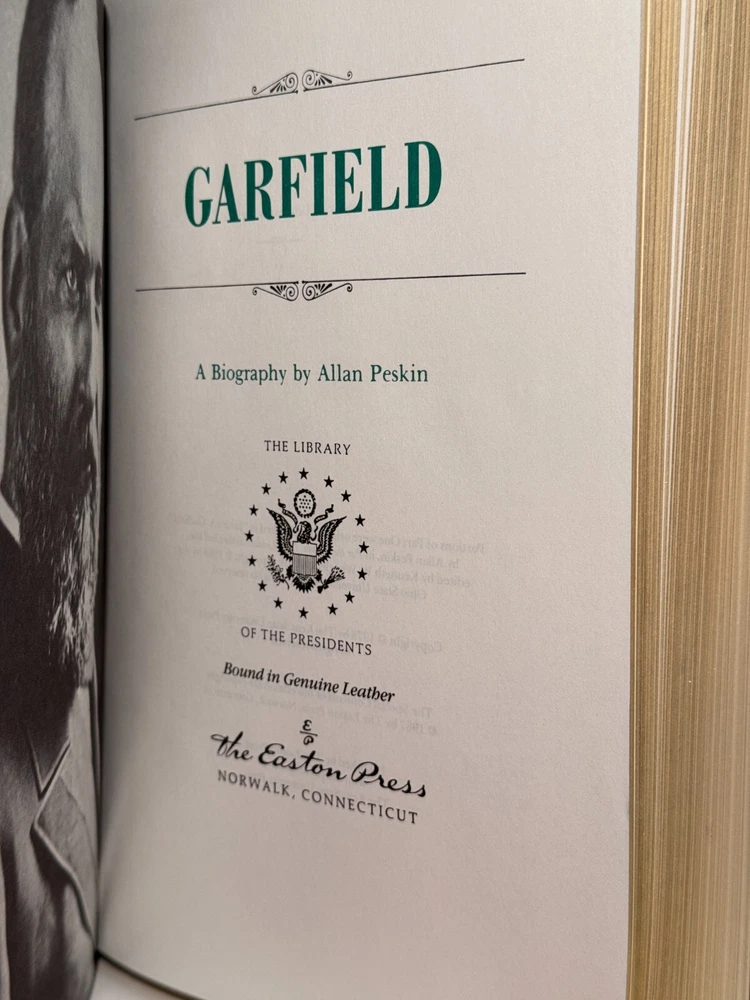 GARFIELD
A Biography by Allan Peskin
THE LIBRARY
OF THE PRESIDENTS
Bound in Genuine Leather
E
P
The Easton Press
NORWALK, CONNECTICUT